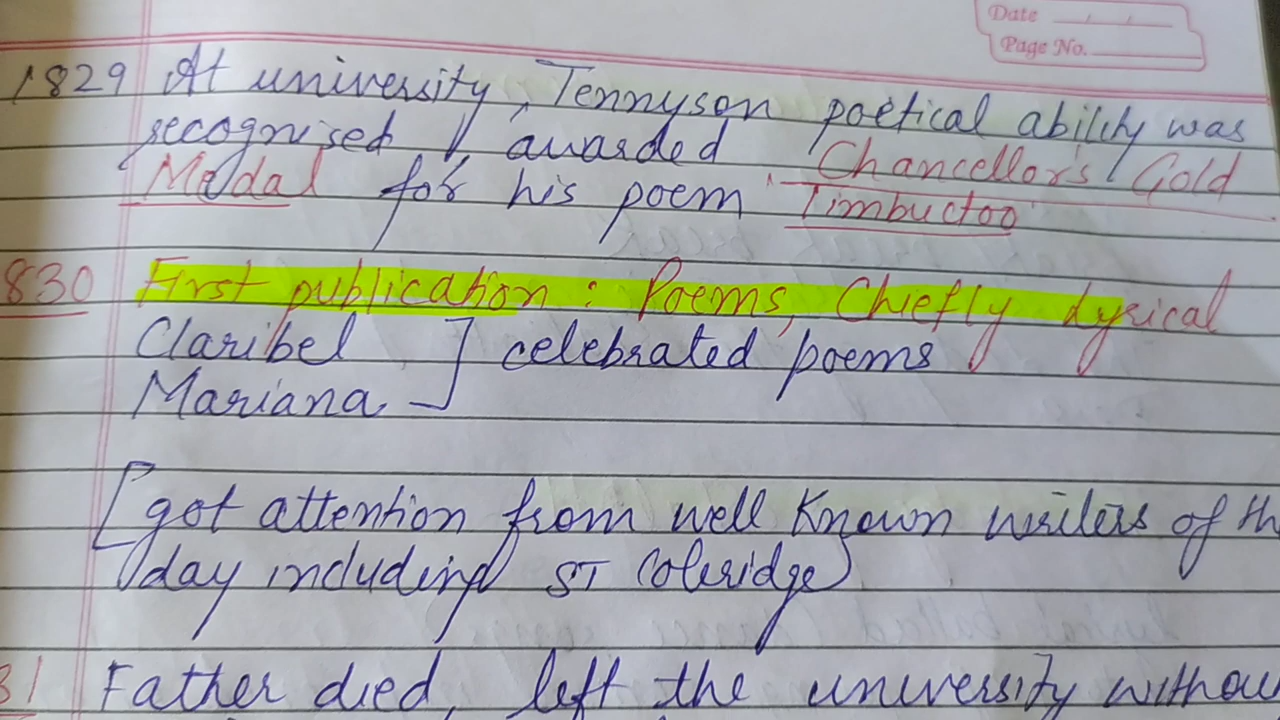 Date
Page No.
1829 At university, Tennyson poetical ability was
recognised & awarded Chancellor's Gold
Medal for his poem 'Timbuctoo'
830 First publication : Poems, Chiefly Lyrical
Claribel
celebrated poems
Mariana
[got attention from well known writers of th
day including ST Coleridge]
31 Father died, left the university withou